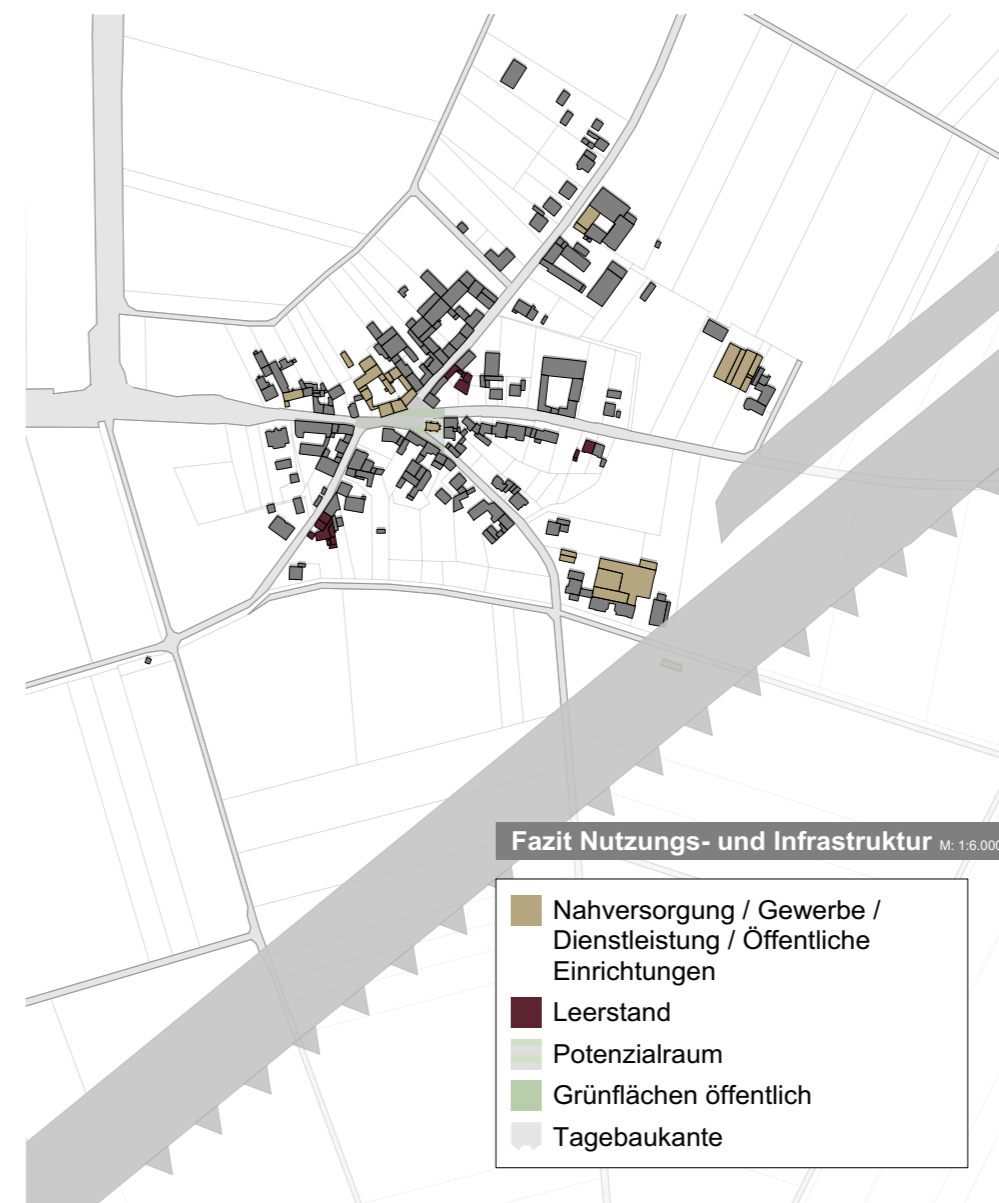 Fazit Nutzungs- und Infrastruktur M: 1:6.000
Nahversorgung / Gewerbe /
Dienstleistung / Öffentliche
Einrichtungen
Leerstand
Potenzialraum
Grünflächen öffentlich
Tagebaukante